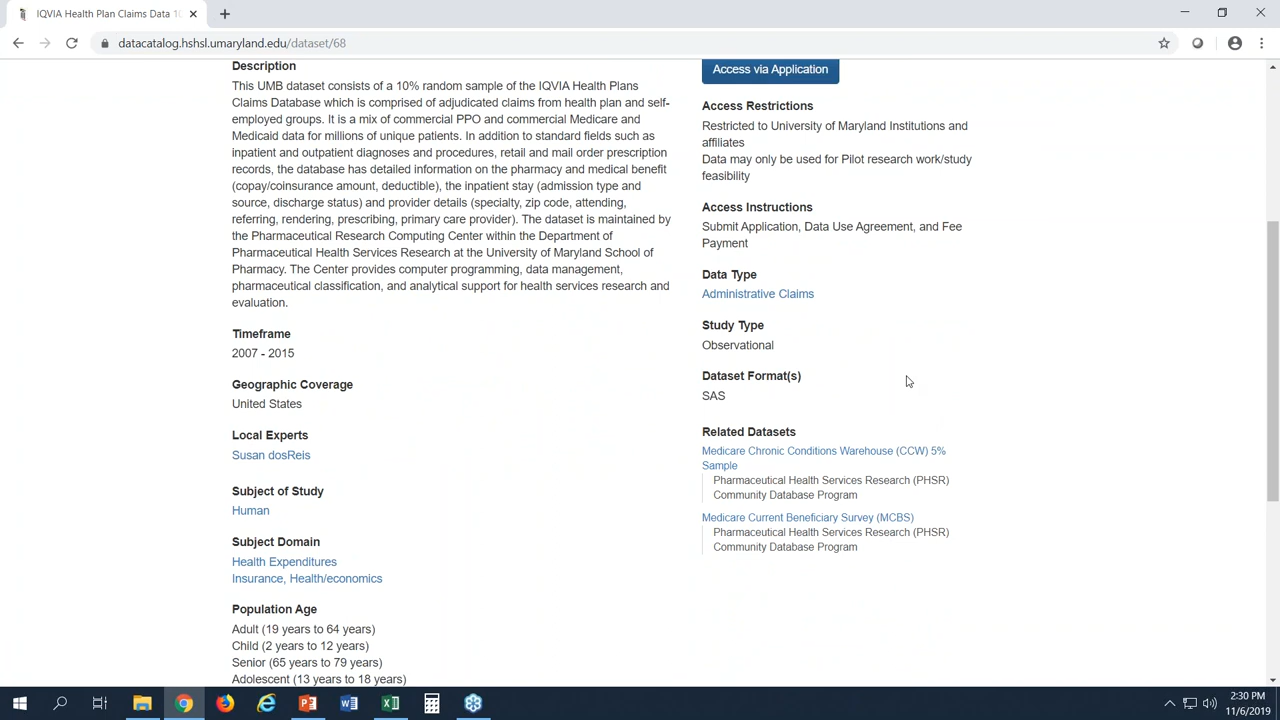 IQVIA Health Plan Claims Data 10
datacatalog.hshsl.umaryland.edu/dataset/68
Description
This UMB dataset consists of a 10% random sample of the IQVIA Health Plans
Claims Database which is comprised of adjudicated claims from health plan and self-
employed groups. It is a mix of commercial PPO and commercial Medicare and
Medicaid data for millions of unique patients. In addition to standard fields such as
inpatient and outpatient diagnoses and procedures, retail and mail order prescription
records, the database has detailed information on the pharmacy and medical benefit
(copay/coinsurance amount, deductible), the inpatient stay (admission type and
source, discharge status) and provider details (specialty, zip code, attending,
referring, rendering, prescribing, primary care provider). The dataset is maintained by
the Pharmaceutical Research Computing Center within the Department of
Pharmaceutical Health Services Research at the University of Maryland School of
Pharmacy. The Center provides computer programming, data management,
pharmaceutical classification, and analytical support for health services research and
evaluation.
Timeframe
2007 - 2015
Geographic Coverage
United States
Local Experts
Susan dosReis
Subject of Study
Human
Subject Domain
Health Expenditures
Insurance, Health/economics
Population Age
Adult (19 years to 64 years)
Child (2 years to 12 years)
Senior (65 years to 79 years)
Adolescent (13 years to 18 years)
Access via Application
Access Restrictions
Restricted to University of Maryland Institutions and
affiliates
Data may only be used for Pilot research work/study
feasibility
Access Instructions
Submit Application, Data Use Agreement, and Fee
Payment
Data Type
Administrative Claims
Study Type
Observational
Dataset Format(s)
SAS
Related Datasets
Medicare Chronic Conditions Warehouse (CCW) 5%
Sample
Pharmaceutical Health Services Research (PHSR)
Community Database Program
Medicare Current Beneficiary Survey (MCBS)
Pharmaceutical Health Services Research (PHSR)
Community Database Program
2:30 PM
11/6/2019